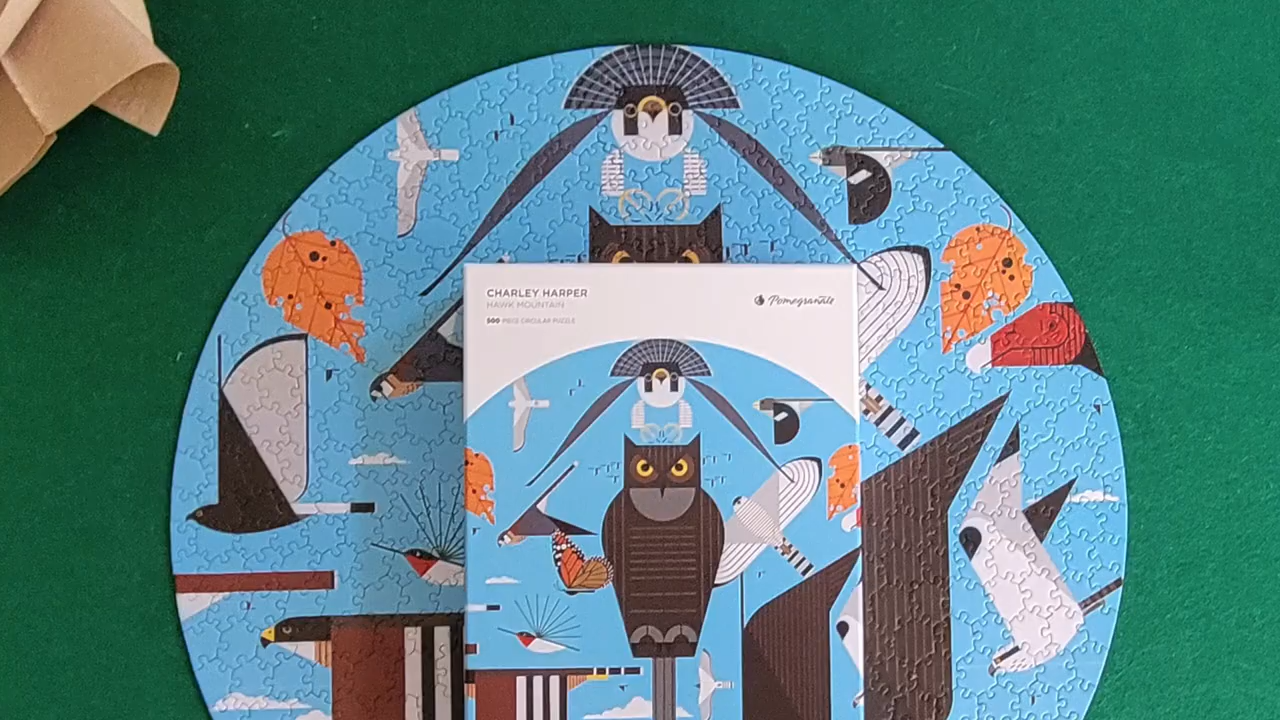 CHARLEY HARPER
HAWK MOUNTAIN
500 PIECE CIRCULAR PUZZLE
Pomegranate